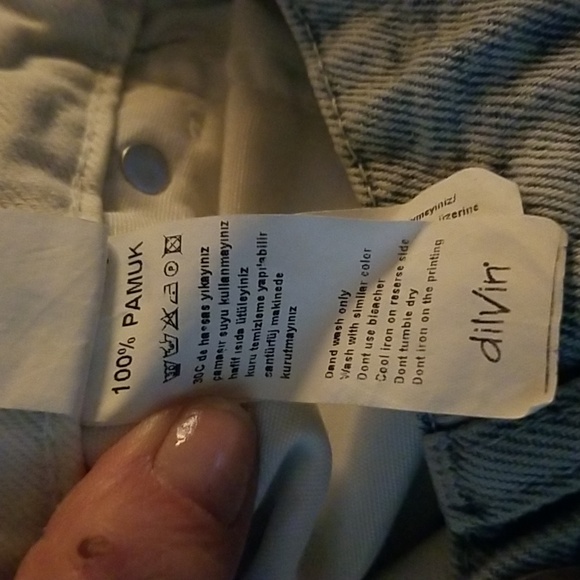 100% PAMUK
30C de hassas yıkayınız
çamaşır suyu kullanmayınız
hafif ısıda ütüleyiniz
kuru temizleme yapılabilir
santürfüj makinede
kurutmayınız
Dand wash only
Wash with similar color
Dont use bleacher
Cool iron on reserse side
Dont tumble dry
Dont iron on the printing
dilvin
üzerine